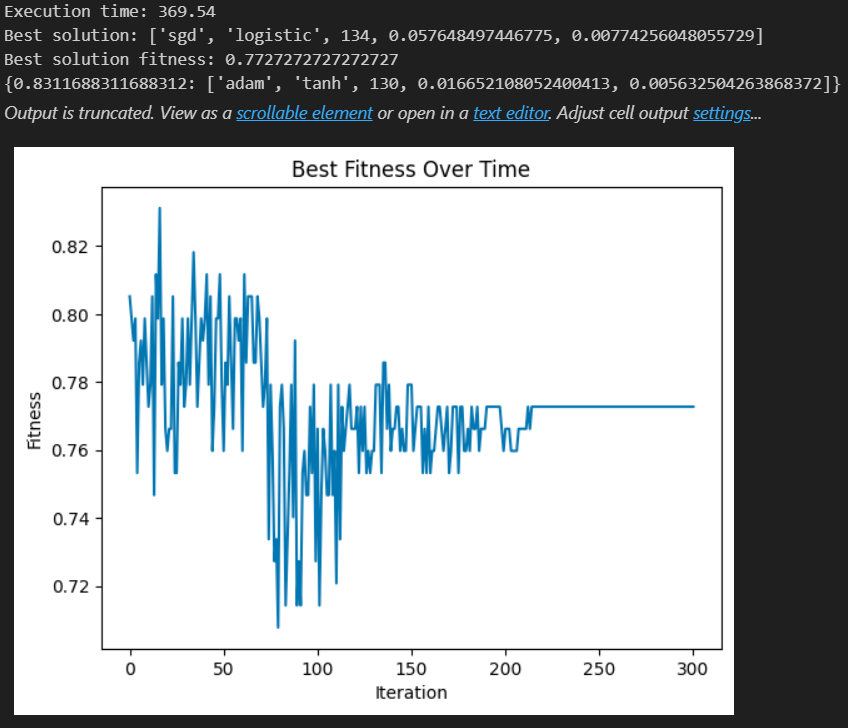 Execution time: 369.54
Best solution: ['sgd', 'logistic', 134, 0.057648497446775, 0.00774256048055729]
Best solution fitness: 0.7727272727272727
{0.8311688311688312: ['adam', 'tanh', 130, 0.016652108052400413, 0.005632504263868372]}
Output is truncated. View as a scrollable element or open in a text editor. Adjust cell output settings...
Best Fitness Over Time
0.82
0.80
0.78
0.76
0.74
0.72
Fitness
0 50 100 150 200 250 300
Iteration